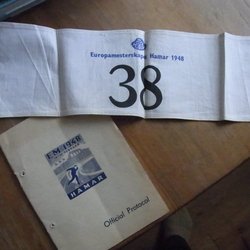 Europamesterskapet Hamar 1948
38
E.M. 1948
HAMAR
Official Protocol